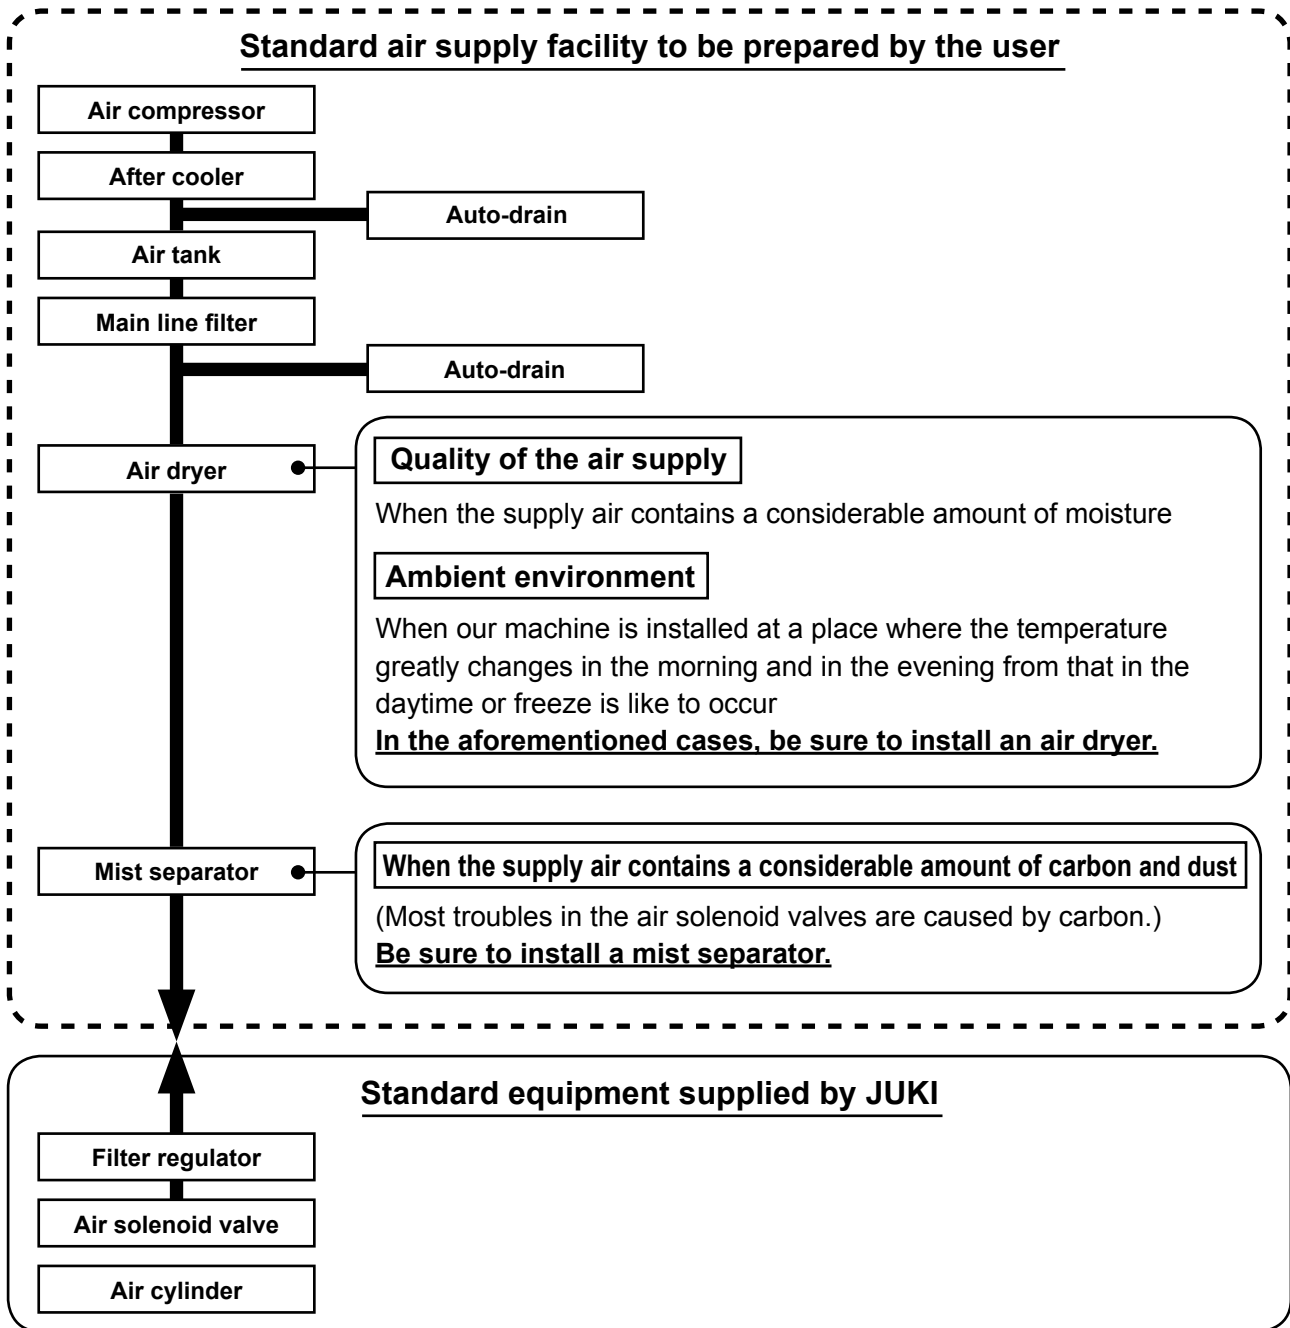 Standard air supply facility to be prepared by the user
Air compressor
After cooler
Auto-drain
Air tank
Main line filter
Auto-drain
Air dryer
Quality of the air supply
When the supply air contains a considerable amount of moisture
Ambient environment
When our machine is installed at a place where the temperature
greatly changes in the morning and in the evening from that in the
daytime or freeze is like to occur
In the aforementioned cases, be sure to install an air dryer.
Mist separator
When the supply air contains a considerable amount of carbon and dust
(Most troubles in the air solenoid valves are caused by carbon.)
Be sure to install a mist separator.
Standard equipment supplied by JUKI
Filter regulator
Air solenoid valve
Air cylinder